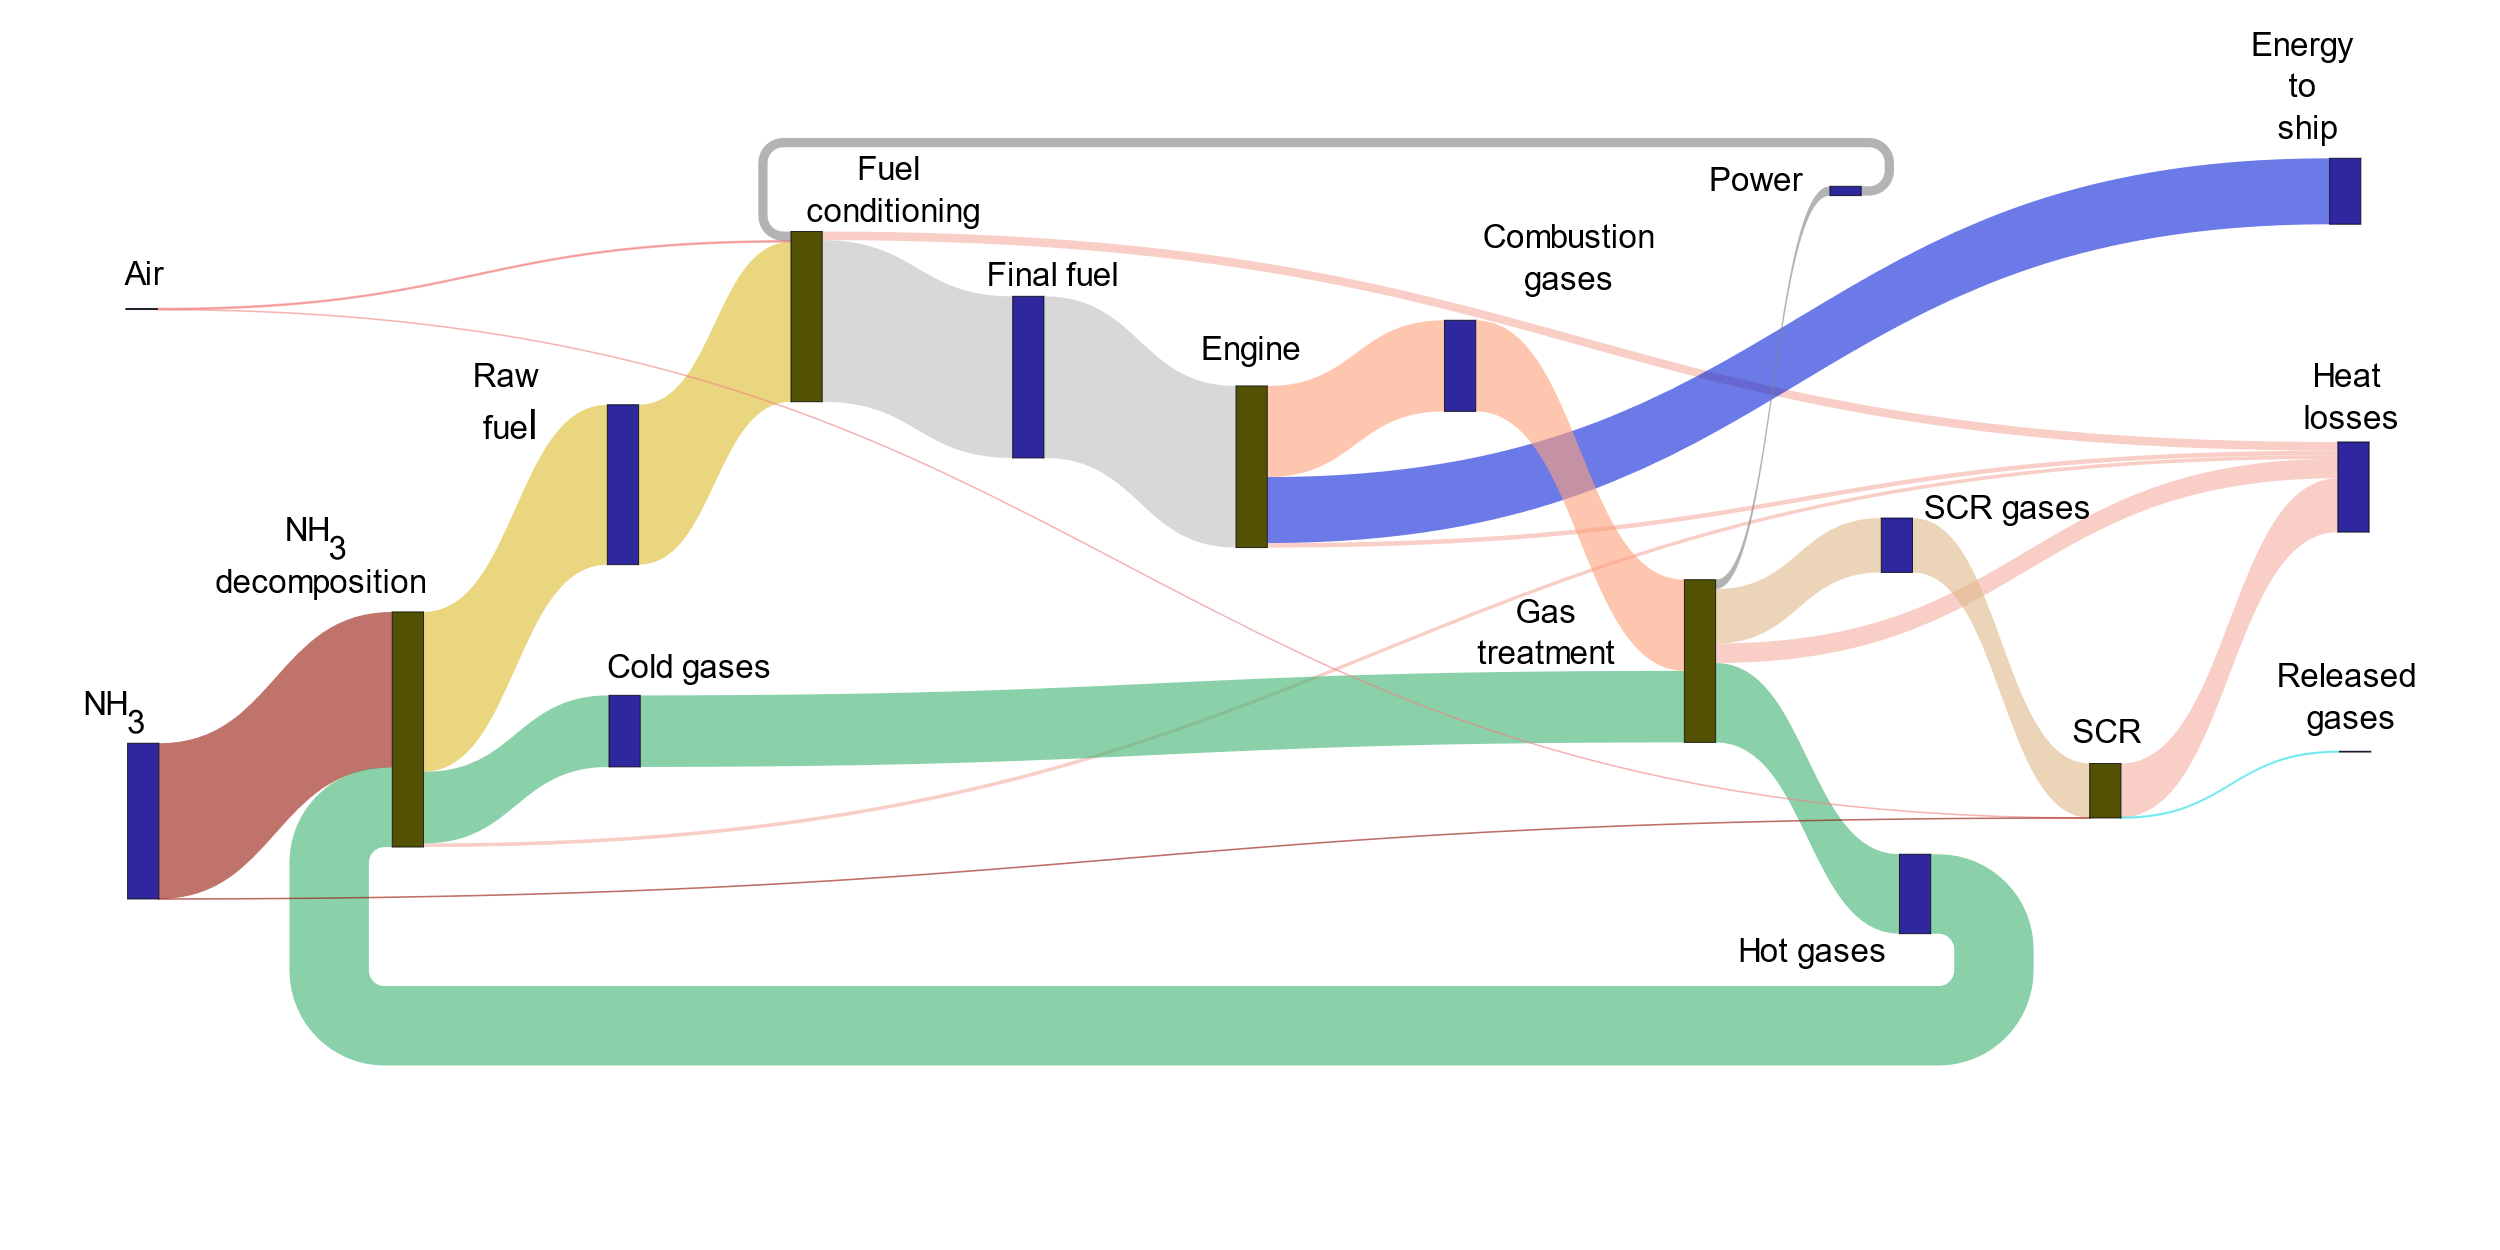 Energy
to
ship
Fuel
conditioning
Power
Combustion
gases
Air
Final fuel
Engine
Raw
fuel
Heat
losses
SCR gases
NH3
decomposition
Gas
treatment
Cold gases
NH3
Released
gases
SCR
Hot gases